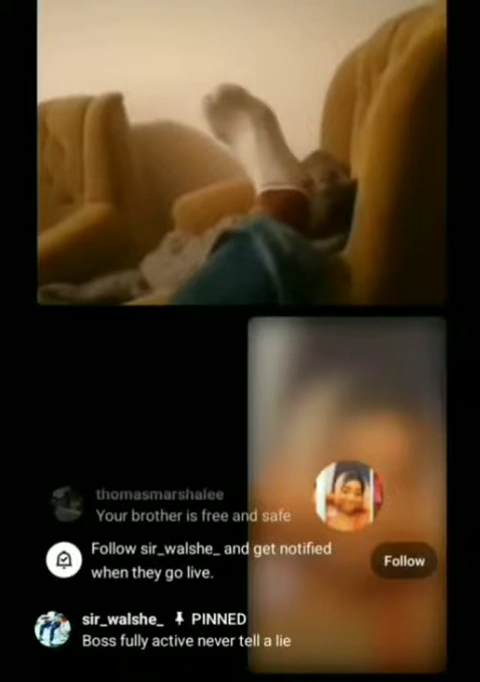 thomasmarshalee
Your brother is free and safe
Follow sir_walshe_ and get notified
when they go live.
Follow
sir_walshe_ PINNED
Boss fully active never tell a lie